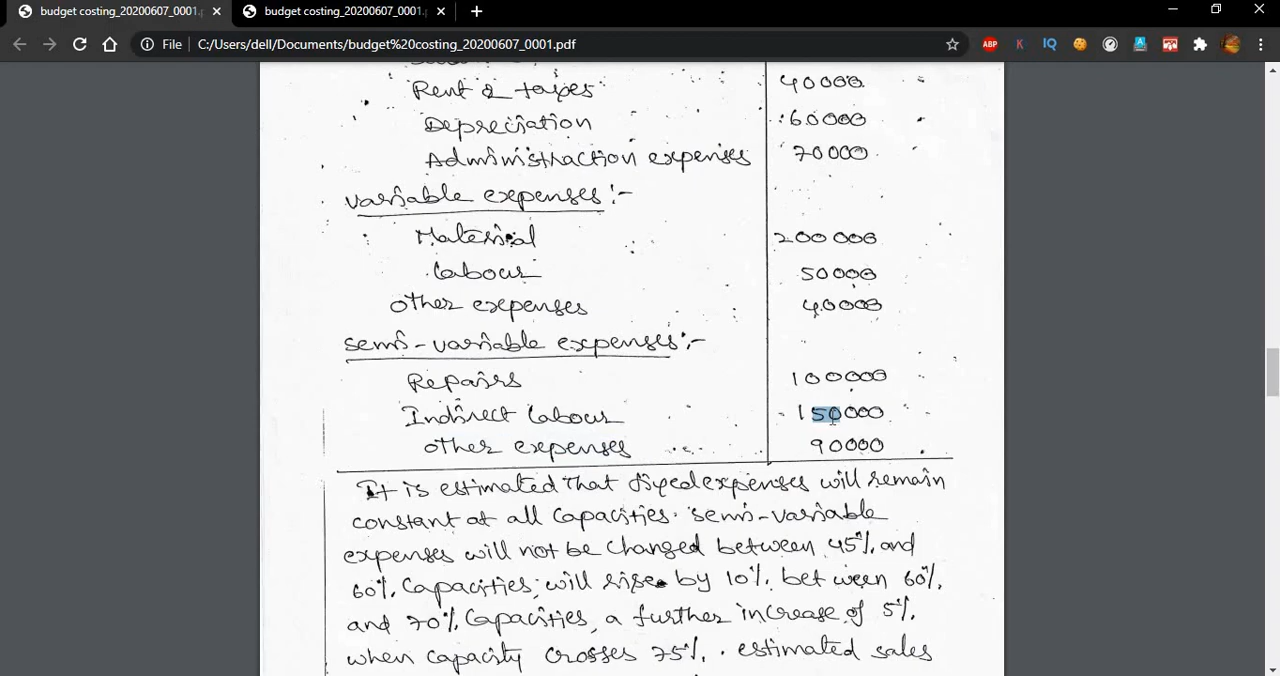 budget costing_20200607_0001.p
budget costing_20200607_0001.p
File
C:/Users/dell/Documents/budget%20costing_20200607_0001.pdf
ABP
K
IQ
Rent & taxes 40000
Depreciation 60000
Administraction expenses 70000
variable expenses:-
Material 200000
Labour 50000
other expenses 40000
semi-variable expenses:-
Repairs 100000
Indirect Labour 150000
other expenses 90000
It is estimated that fixed expenses will remain
constant at all capacities. semi-variable
expenses will not be changed between 45% and
60% Capacities, will rise by 10% between 60%
and 70% Capacities, a further increase of 5%
when capacity crosses 75%. estimated sales